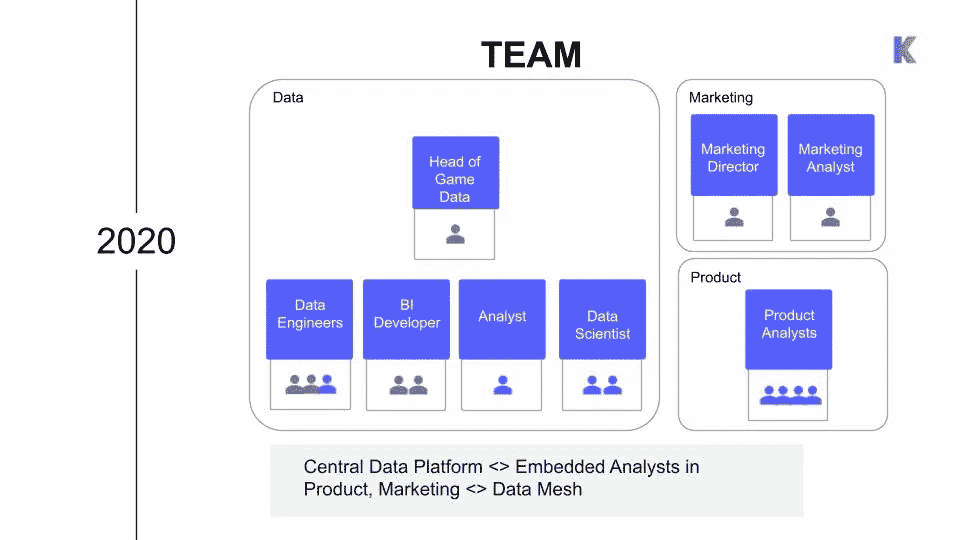 TEAM
K
2020
Data
Head of
Game
Data
Data
Engineers
BI
Developer
Analyst
Data
Scientist
Marketing
Marketing
Director
Marketing
Analyst
Product
Product
Analysts
Central Data Platform <> Embedded Analysts in
Product, Marketing <> Data Mesh